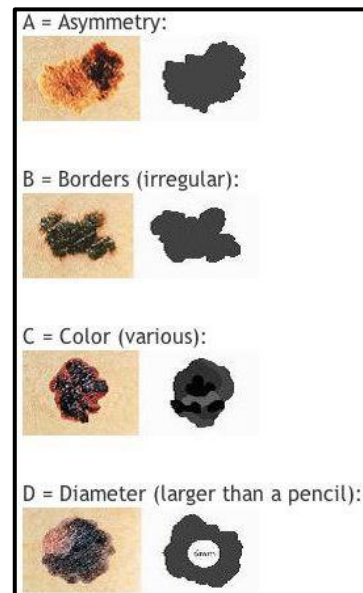 A = Asymmetry:
B = Borders (irregular):
C = Color (various):
D = Diameter (larger than a pencil):